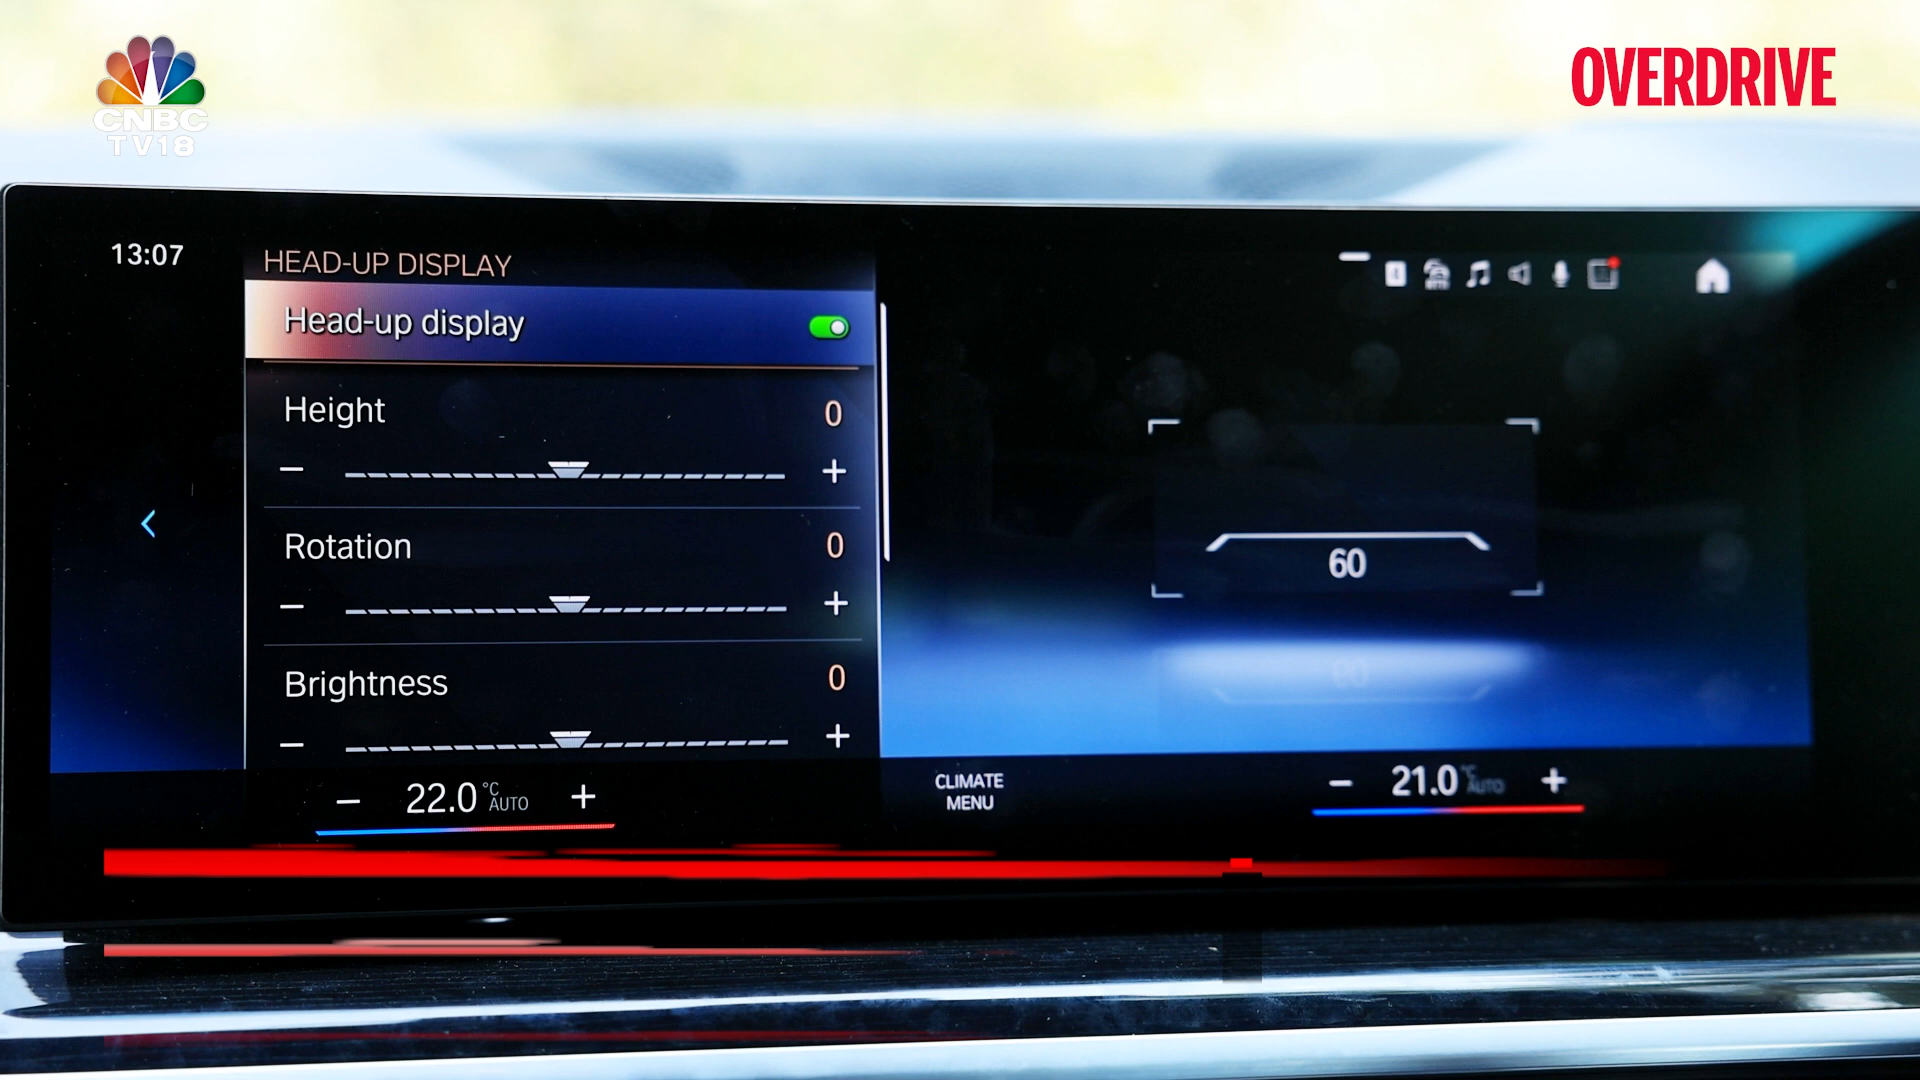 CNBC
TV18
OVERDRIVE
13:07
HEAD-UP DISPLAY
Head-up display
Height 0
− +
Rotation 0
− +
Brightness 0
− +
60
− 22.0 °C AUTO +
CLIMATE
MENU
− 21.0 °C AUTO +